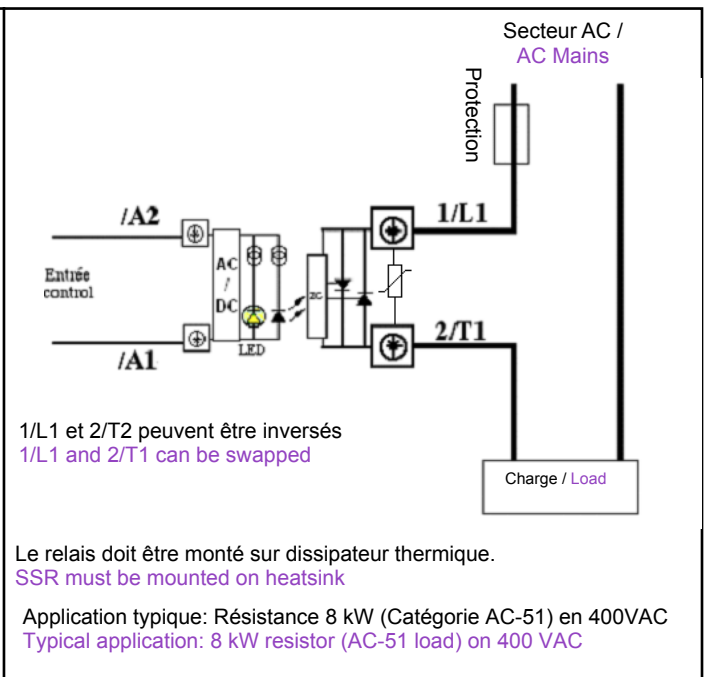 Secteur AC /
AC Mains
Protection
/A2
1/L1
Entrée
control
AC
/
DC
ZC
LED
/A1
2/T1
1/L1 et 2/T2 peuvent être inversés
1/L1 and 2/T1 can be swapped
Charge / Load
Le relais doit être monté sur dissipateur thermique.
SSR must be mounted on heatsink
Application typique: Résistance 8 kW (Catégorie AC-51) en 400VAC
Typical application: 8 kW resistor (AC-51 load) on 400 VAC